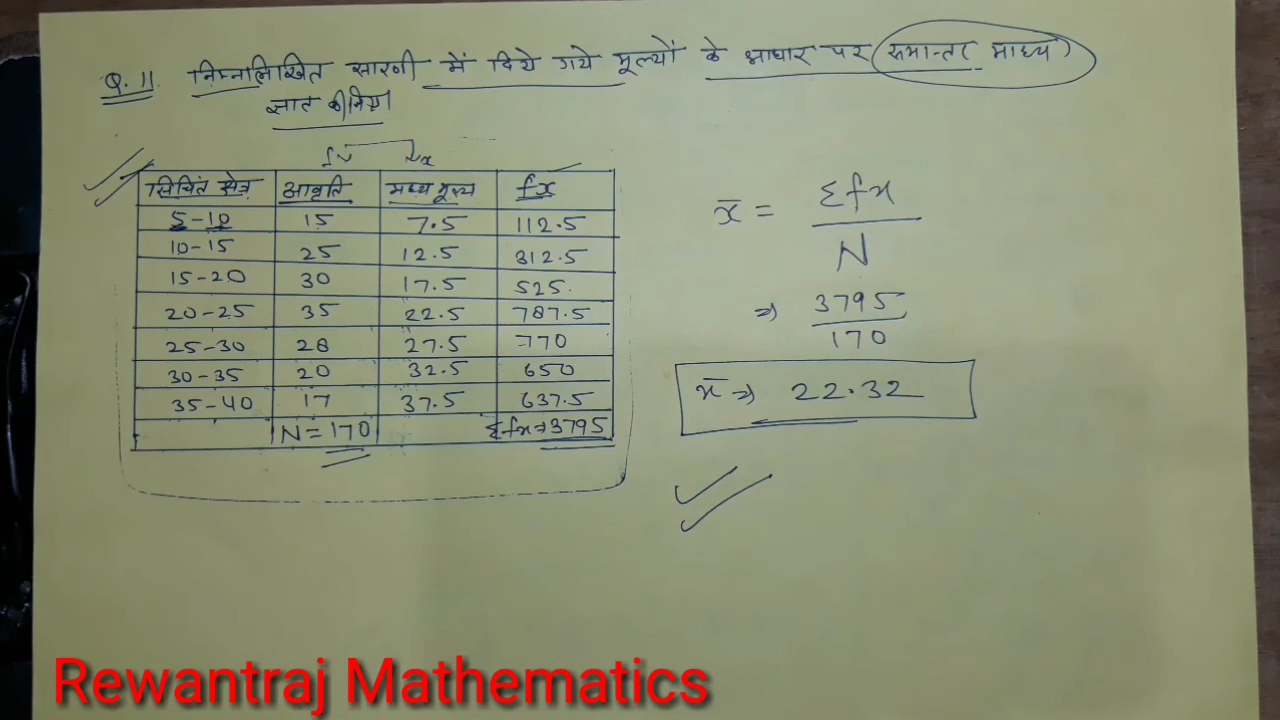 Q. 11. निम्नलिखित सारणी में दिये गये मूल्यों के आधार पर समान्तर माध्य
ज्ञात कीजिए।
सिंचित क्षेत्र आवृति मध्य मूल्य fx
5-10 15 7.5 112.5
10-15 25 12.5 312.5
15-20 30 17.5 525.
20-25 35 22.5 787.5
25-30 28 27.5 770
30-35 20 32.5 650
35-40 17 37.5 637.5
N = 170 Σfx ⇒ 3795
x̄ = Σfx / N
⇒ 3795 / 170
x̄ ⇒ 22.32
Rewantraj Mathematics